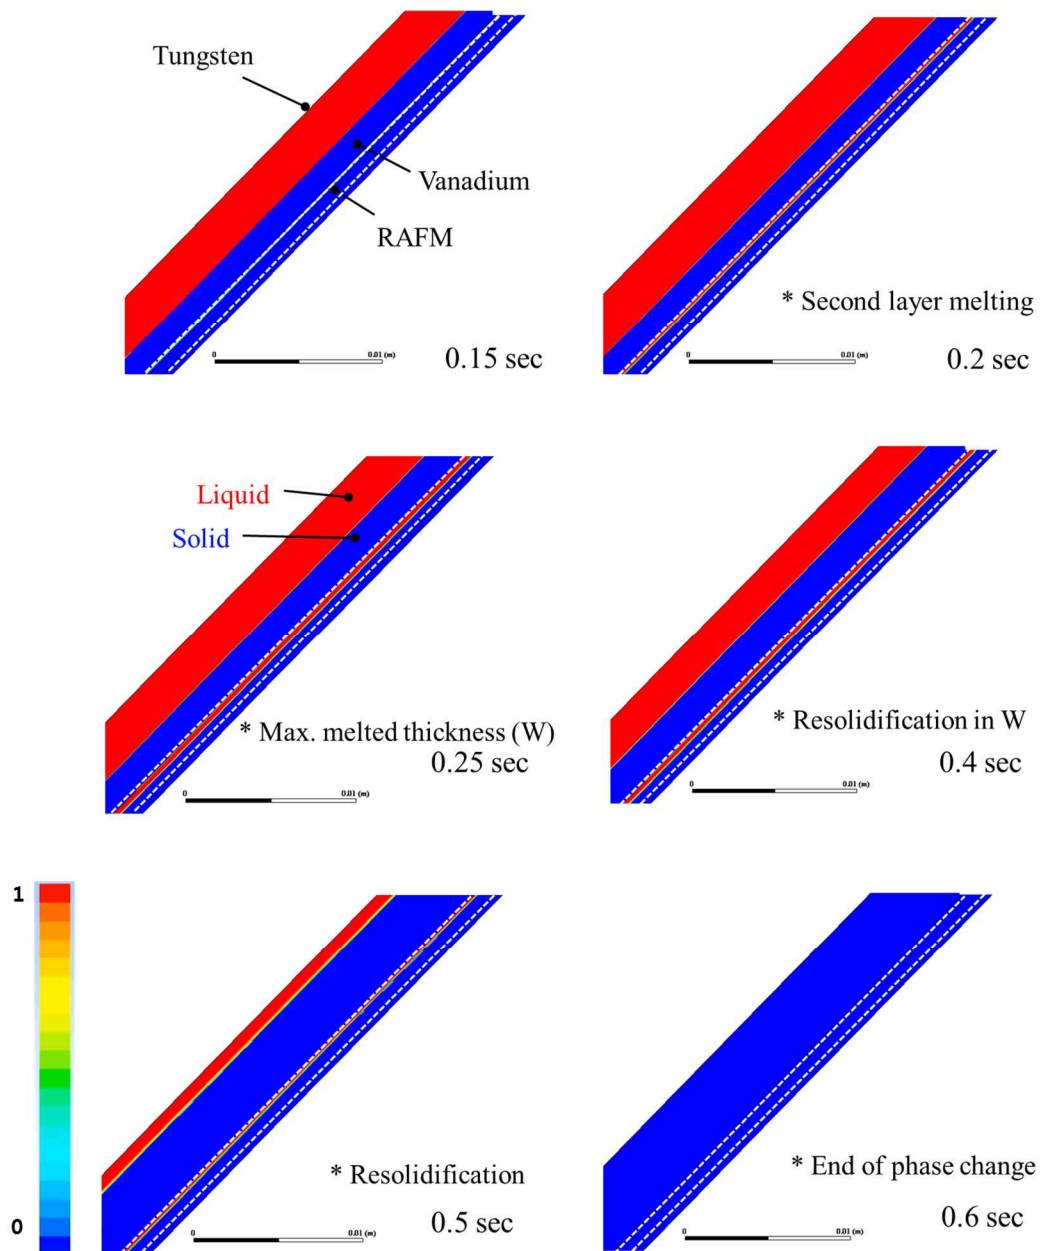 Tungsten
Vanadium
RAFM
0 0.01 (m)
0.15 sec
* Second layer melting
0 0.01 (m)
0.2 sec
Liquid
Solid
* Max. melted thickness (W)
0.25 sec
0 0.01 (m)
* Resolidification in W
0.4 sec
0 0.01 (m)
1
0
* Resolidification
0.5 sec
0 0.01 (m)
* End of phase change
0.6 sec
0 0.01 (m)